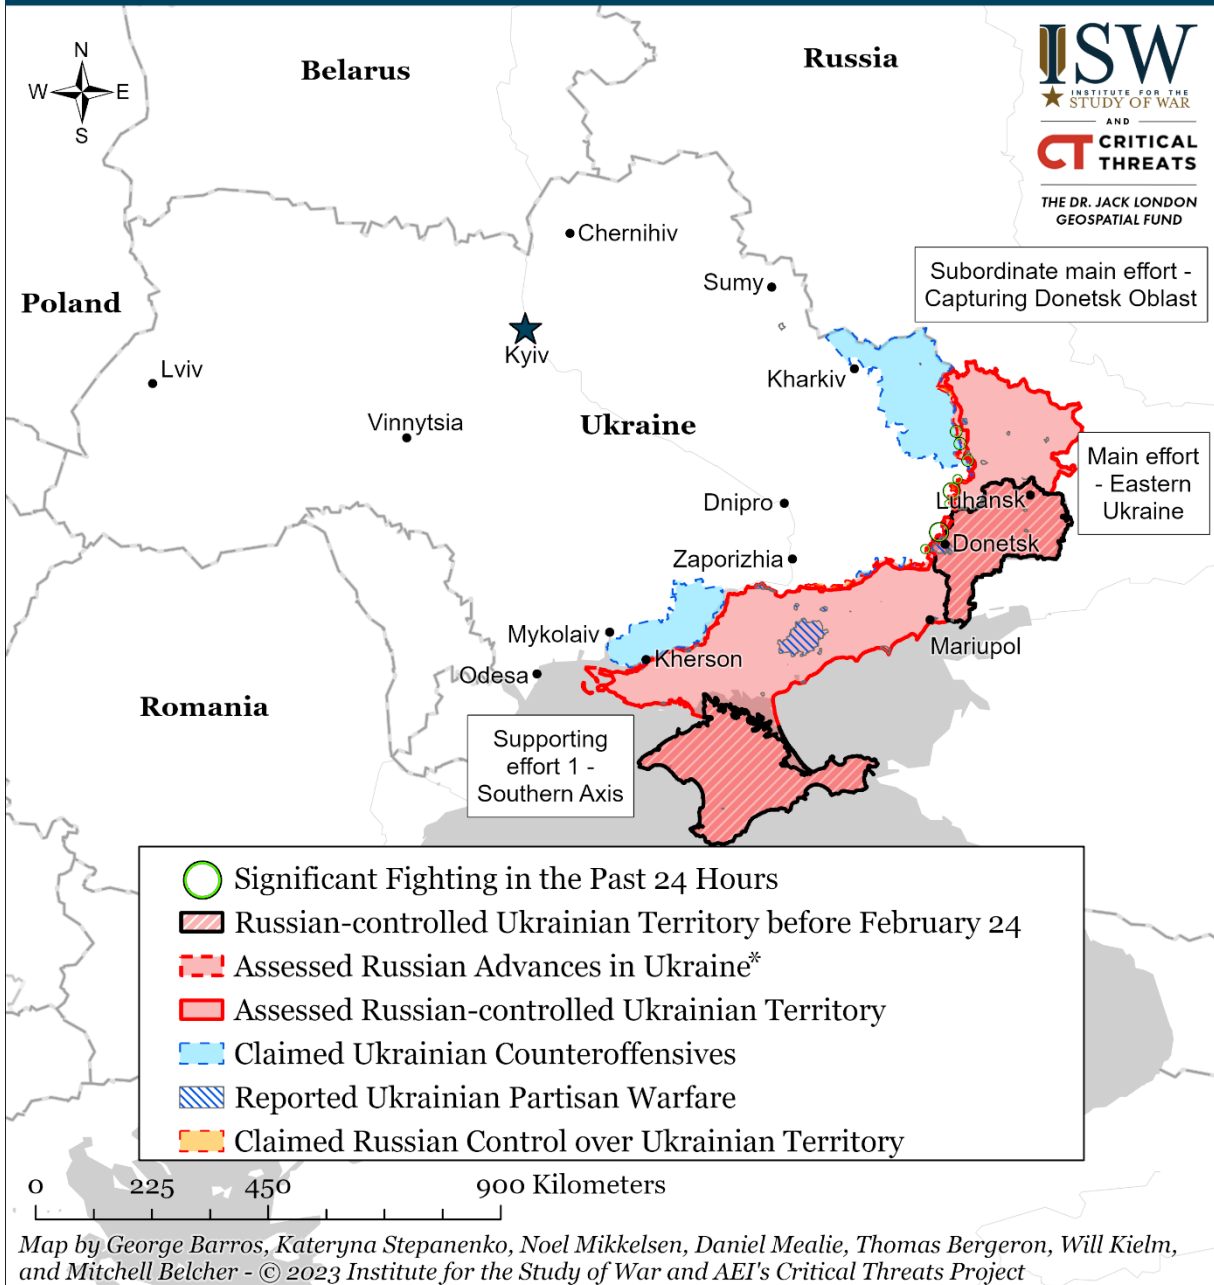 Belarus
Russia
N
W
E
S
ISW
INSTITUTE FOR THE
STUDY OF WAR
AND
CT CRITICAL
THREATS
THE DR. JACK LONDON
GEOSPATIAL FUND
Chernihiv
Subordinate main effort -
Capturing Donetsk Oblast
Sumy
Poland
Kyiv
Lviv
Kharkiv
Vinnytsia
Ukraine
Main effort
- Eastern
Ukraine
Dnipro
Luhansk
Donetsk
Zaporizhia
Mykolaiv
Mariupol
Kherson
Odesa
Romania
Supporting
effort 1 -
Southern Axis
Significant Fighting in the Past 24 Hours
Russian-controlled Ukrainian Territory before February 24
Assessed Russian Advances in Ukraine*
Assessed Russian-controlled Ukrainian Territory
Claimed Ukrainian Counteroffensives
Reported Ukrainian Partisan Warfare
Claimed Russian Control over Ukrainian Territory
0 225 450 900 Kilometers
Map by George Barros, Kateryna Stepanenko, Noel Mikkelsen, Daniel Mealie, Thomas Bergeron, Will Kielm,
and Mitchell Belcher - © 2023 Institute for the Study of War and AEI's Critical Threats Project